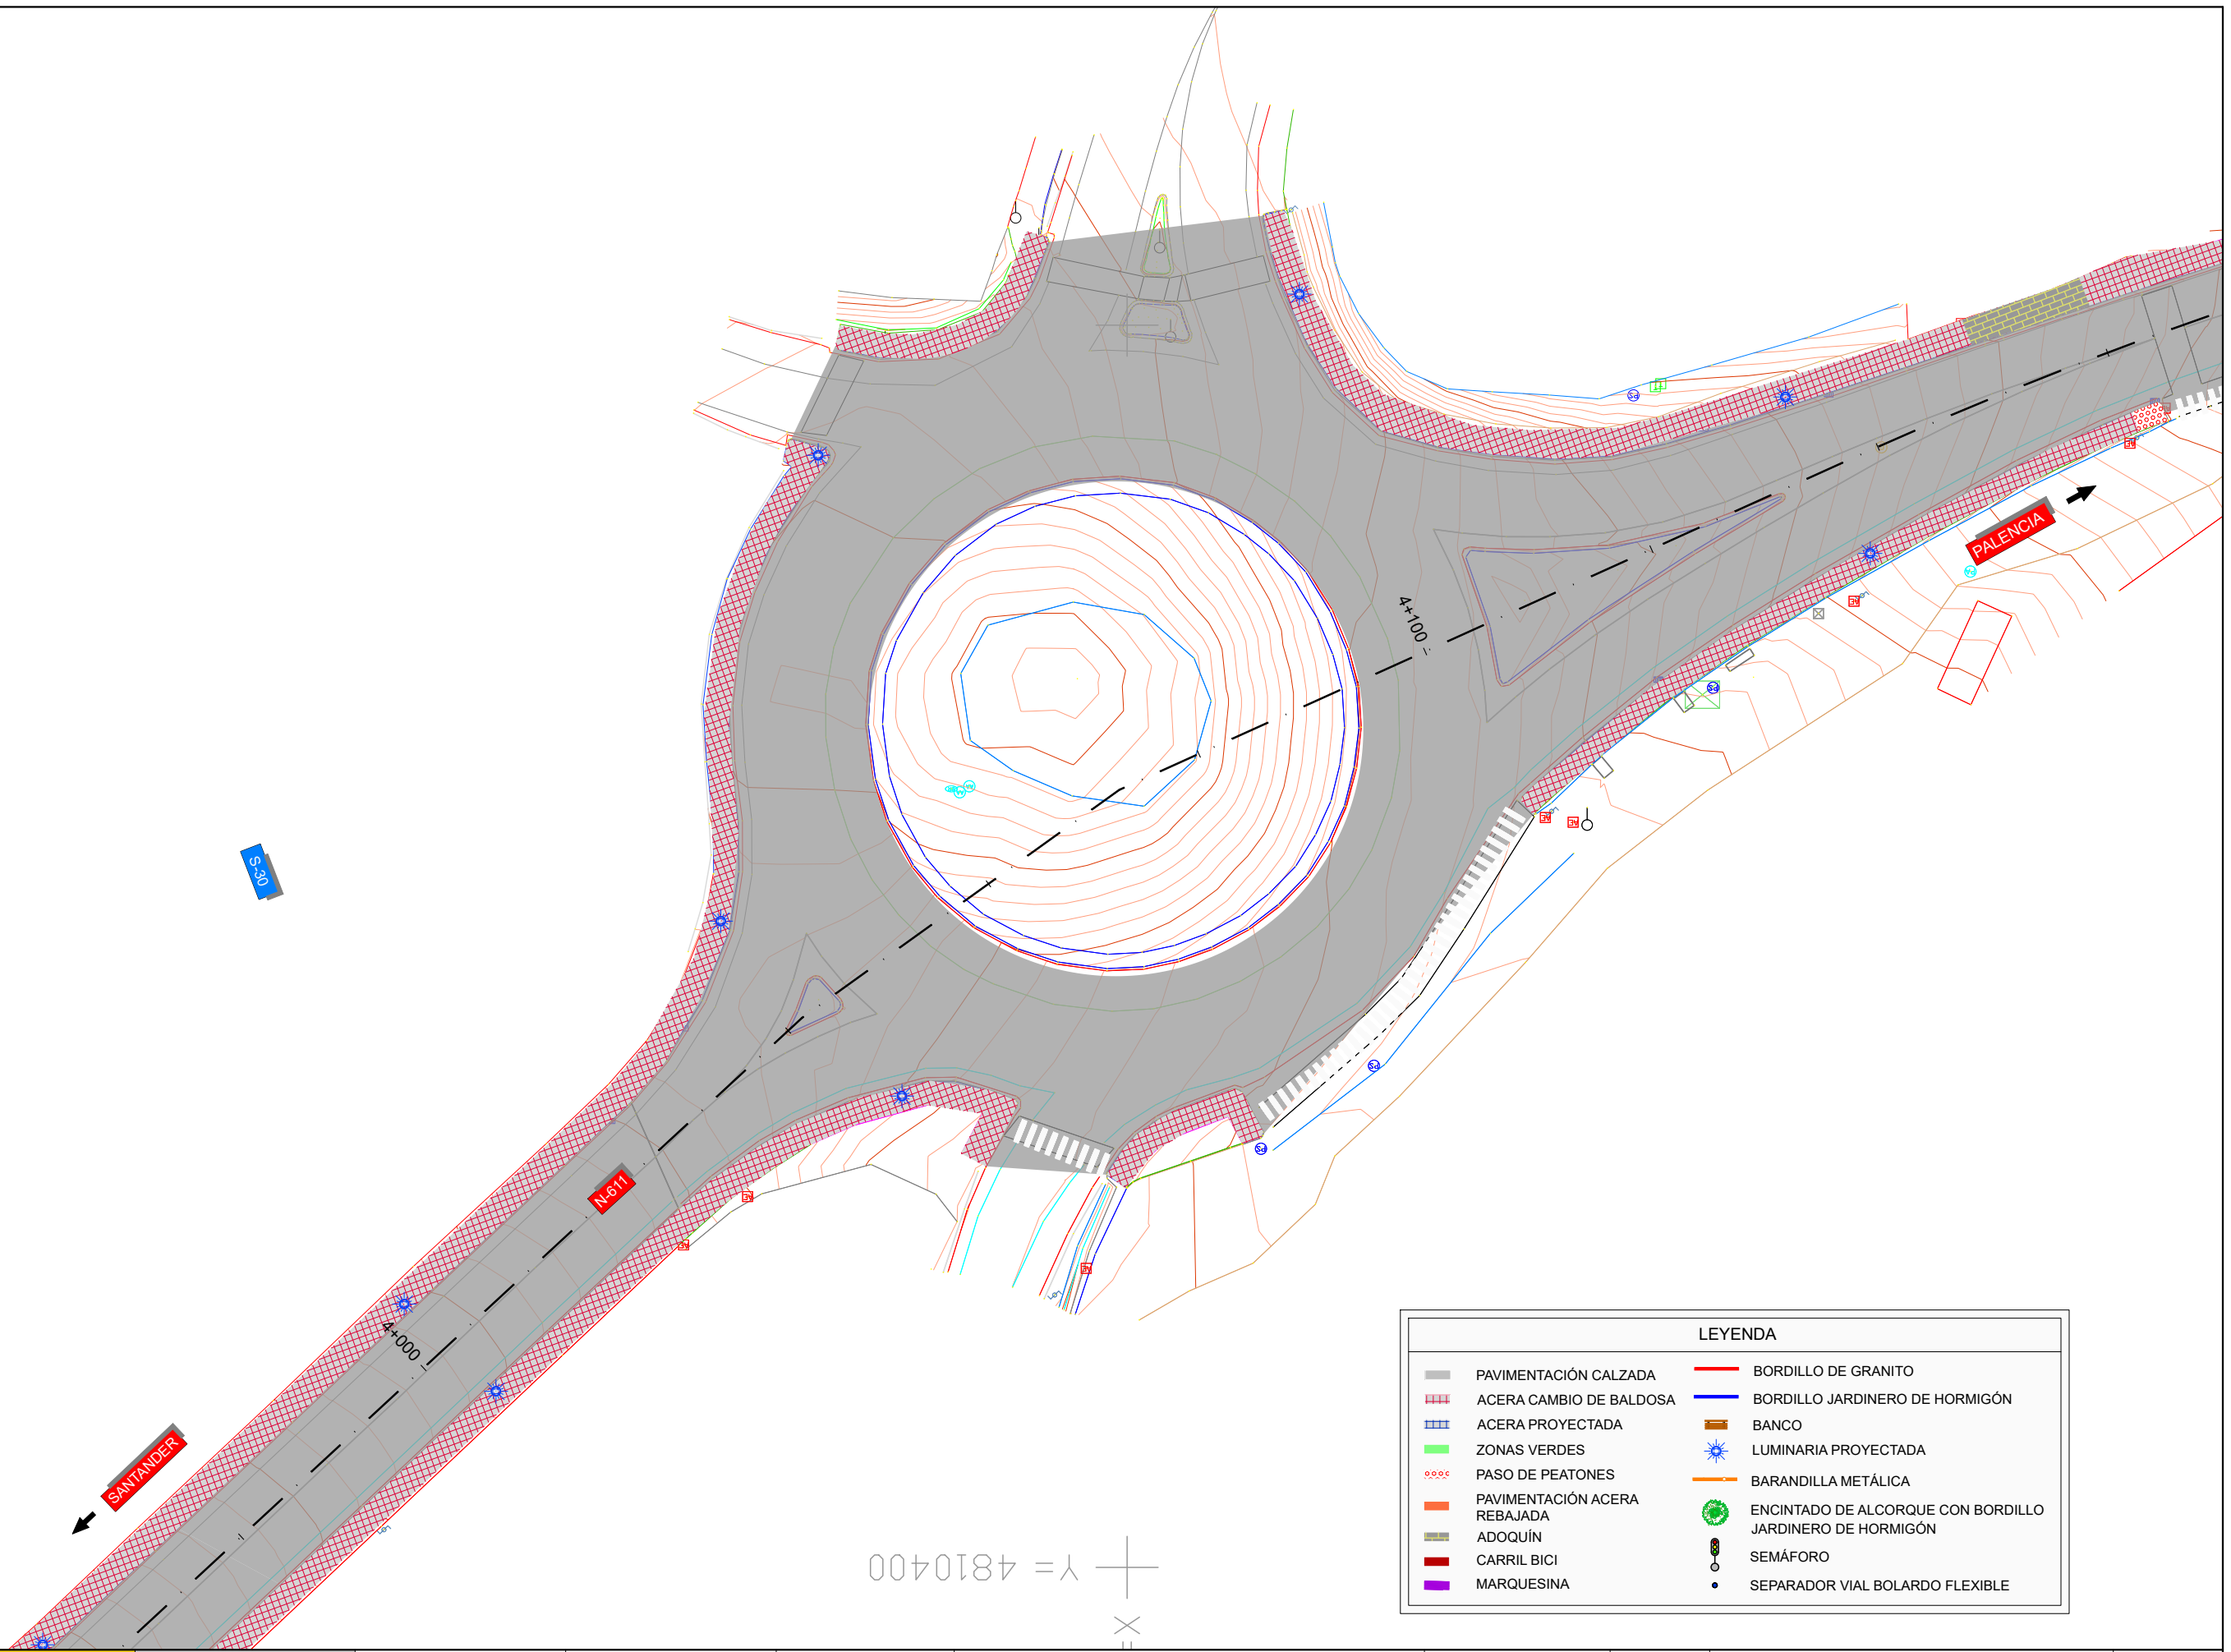 PALENCIA
4+100
S-30
N-611
4+000
SANTANDER
Y= 4810400
X=
LEYENDA
PAVIMENTACIÓN CALZADA
ACERA CAMBIO DE BALDOSA
ACERA PROYECTADA
ZONAS VERDES
PASO DE PEATONES
PAVIMENTACIÓN ACERA
REBAJADA
ADOQUÍN
CARRIL BICI
MARQUESINA
BORDILLO DE GRANITO
BORDILLO JARDINERO DE HORMIGÓN
BANCO
LUMINARIA PROYECTADA
BARANDILLA METÁLICA
ENCINTADO DE ALCORQUE CON BORDILLO
JARDINERO DE HORMIGÓN
SEMÁFORO
SEPARADOR VIAL BOLARDO FLEXIBLE